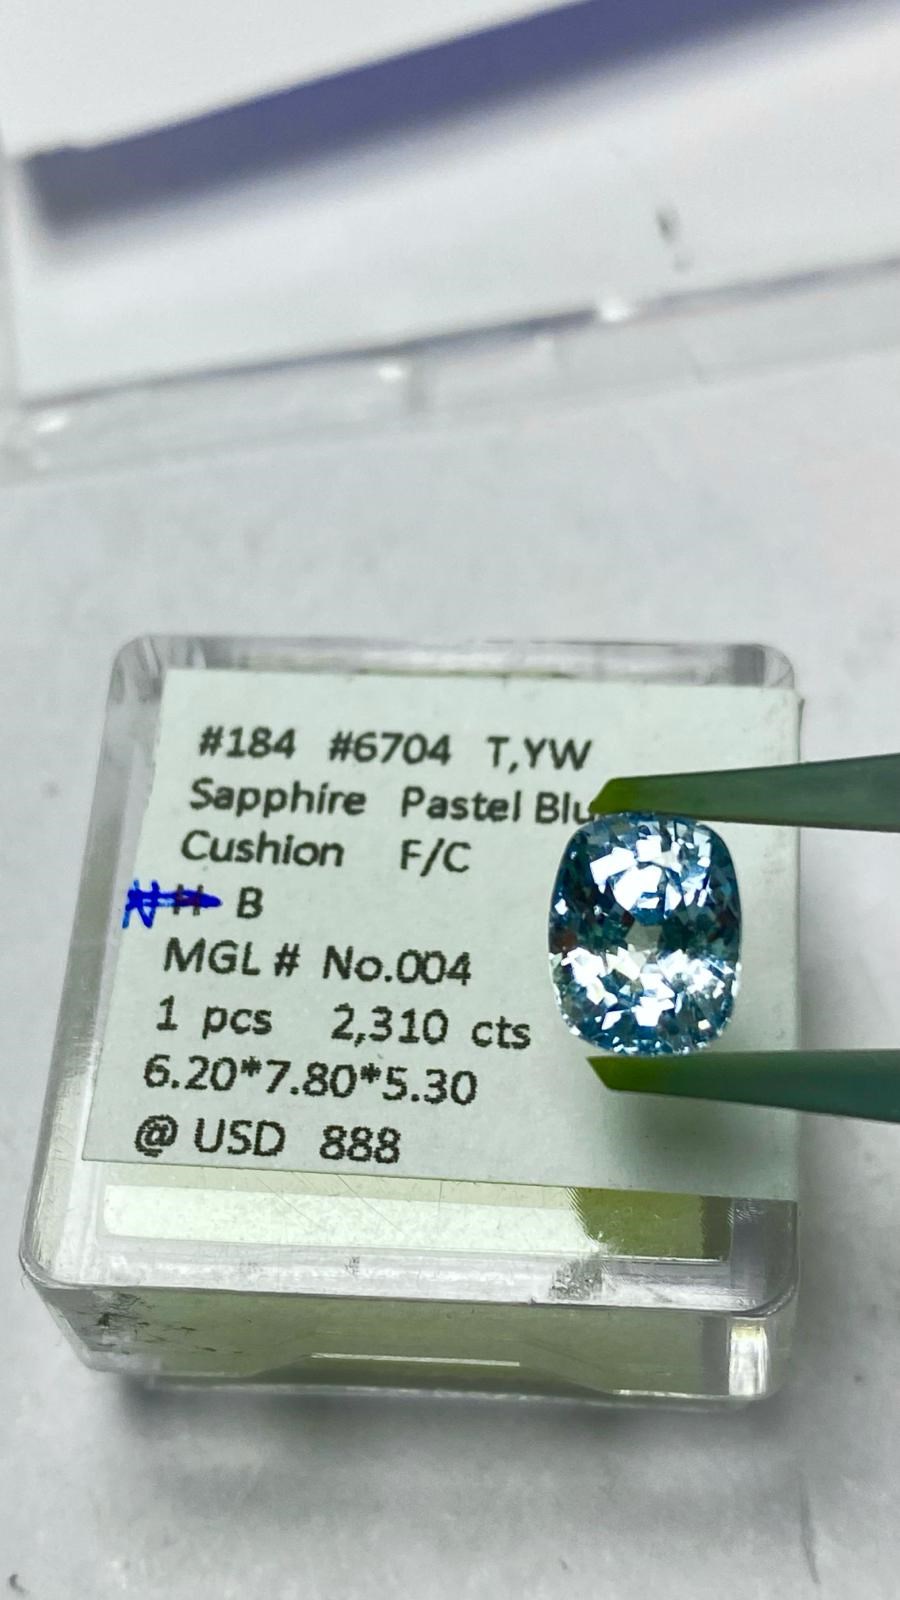 #184 #6704 T,YW
Sapphire Pastel Blu
Cushion F/C
B
MGL # No.004
1 pcs 2,310 cts
6.20*7.80*5.30
@ USD 888